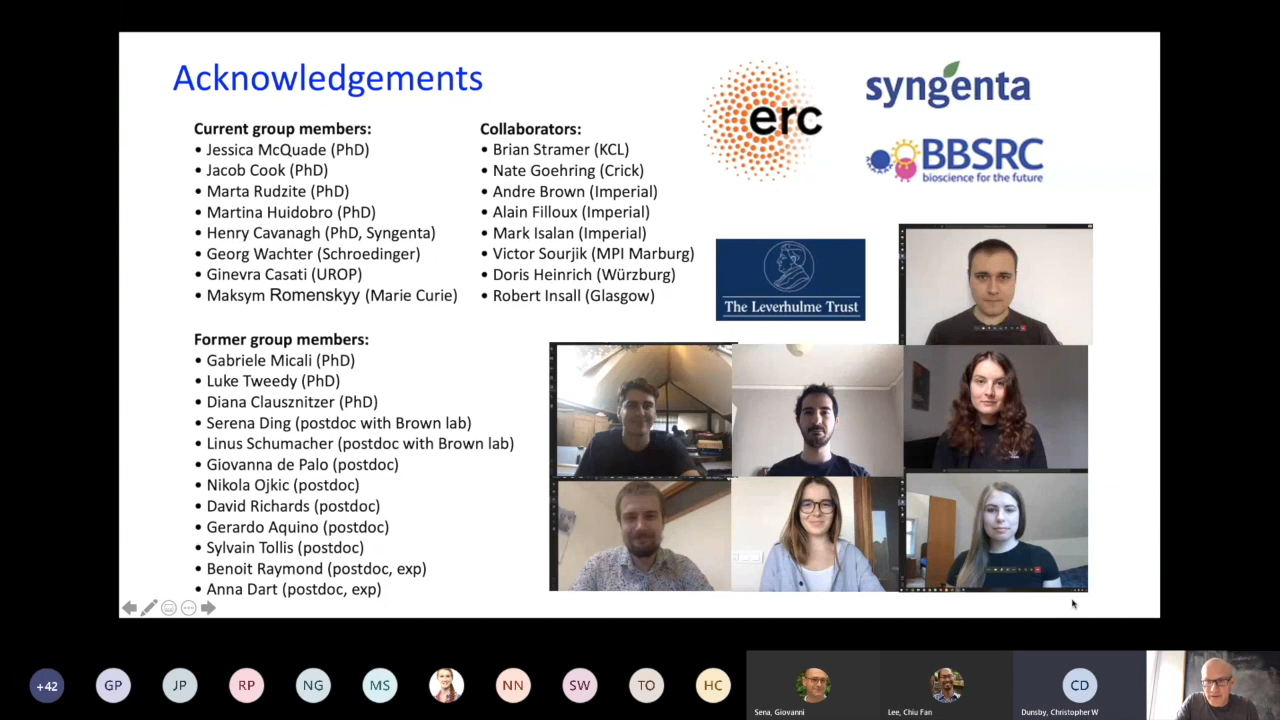 Acknowledgements
Current group members:
• Jessica McQuade (PhD)
• Jacob Cook (PhD)
• Marta Rudzite (PhD)
• Martina Huidobro (PhD)
• Henry Cavanagh (PhD, Syngenta)
• Georg Wachter (Schroedinger)
• Ginevra Casati (UROP)
• Maksym Romenskyy (Marie Curie)
Former group members:
• Gabriele Micali (PhD)
• Luke Tweedy (PhD)
• Diana Clausznitzer (PhD)
• Serena Ding (postdoc with Brown lab)
• Linus Schumacher (postdoc with Brown lab)
• Giovanna de Palo (postdoc)
• Nikola Ojkic (postdoc)
• David Richards (postdoc)
• Gerardo Aquino (postdoc)
• Sylvain Tollis (postdoc)
• Benoit Raymond (postdoc, exp)
• Anna Dart (postdoc, exp)
Collaborators:
• Brian Stramer (KCL)
• Nate Goehring (Crick)
• Andre Brown (Imperial)
• Alain Filloux (Imperial)
• Mark Isalan (Imperial)
• Victor Sourjik (MPI Marburg)
• Doris Heinrich (Würzburg)
• Robert Insall (Glasgow)
erc
syngenta
BBSRC
bioscience for the future
The Leverhulme Trust
+42
GP
JP
RP
NG
MS
NN
SW
TO
HC
CD
Sena, Giovanni
Lee, Chiu Fan
Dunsby, Christopher W